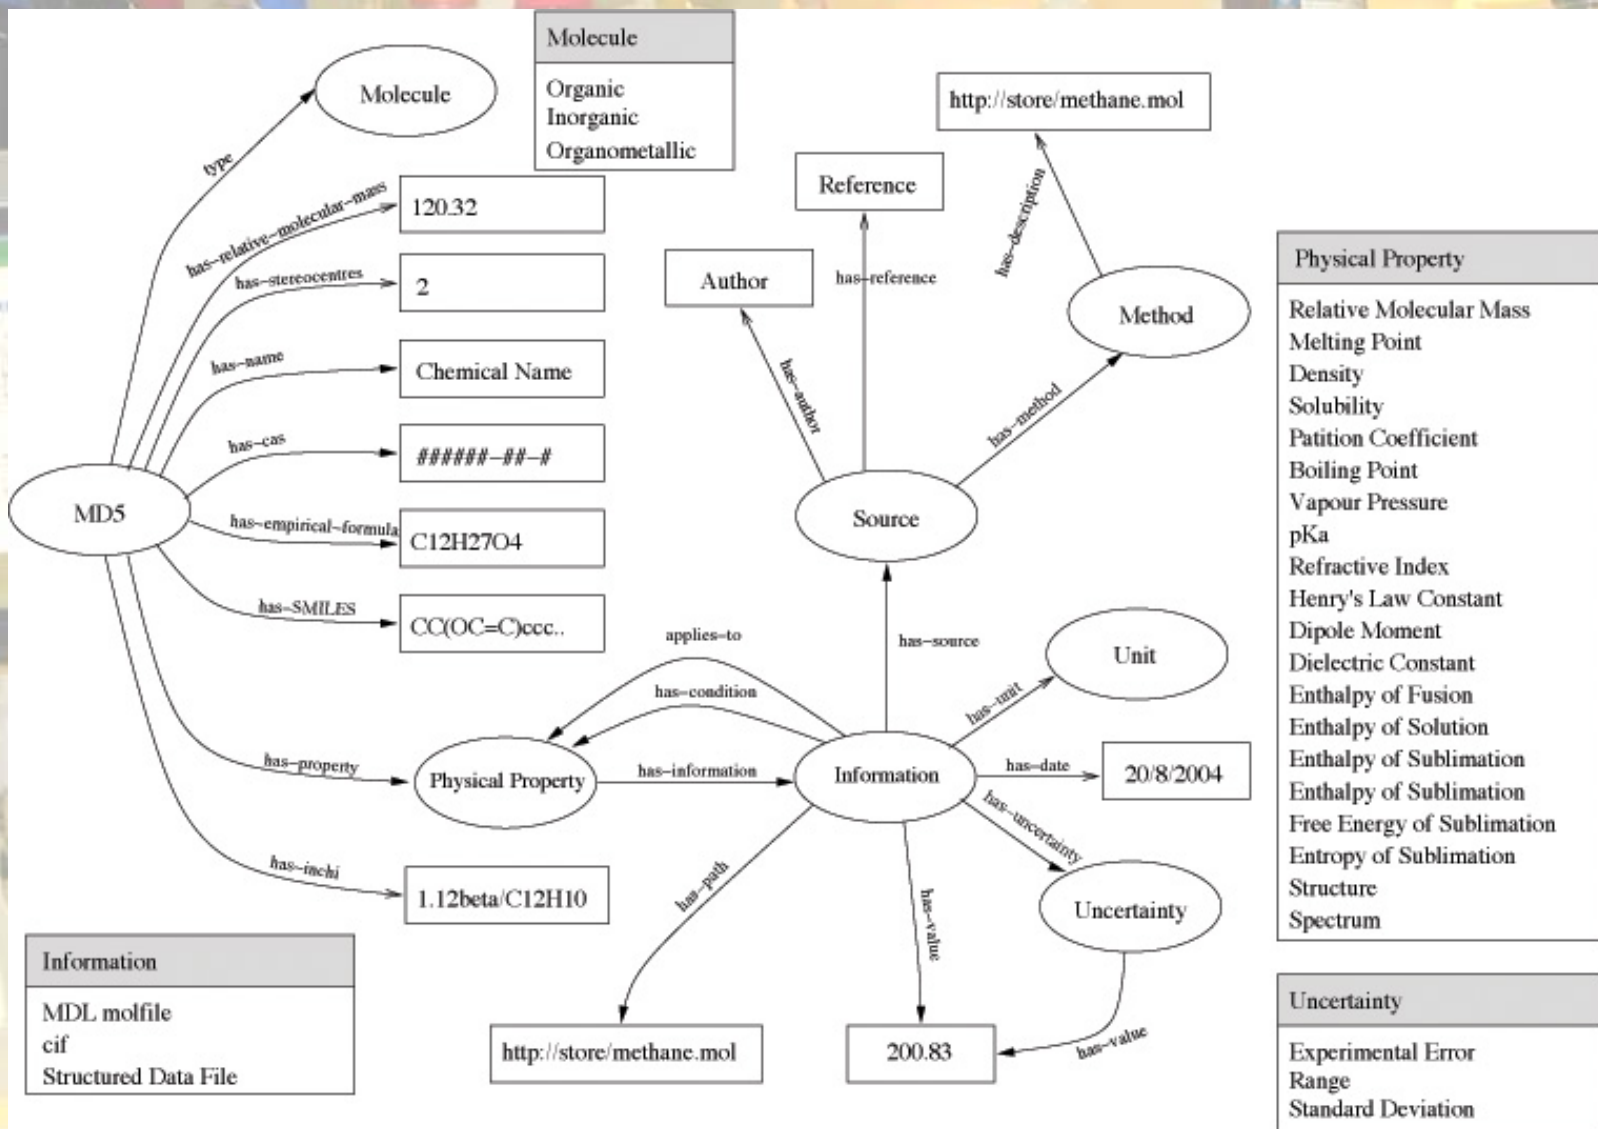 Molecule
Organic
Inorganic
Organometallic
Molecule
type
has-relative-molecular-mass
120.32
has-stereocentres
2
has-name
Chemical Name
has-cas
######-##-#
MD5
has-empirical-formula
C12H27O4
has-SMILES
CC(OC=C)ccc..
has-property
Physical Property
has-inchi
1.12beta/C12H10
applies-to
has-condition
has-information
Information
http://store/methane.mol
has-description
Reference
has-reference
Author
has-author
Method
has-method
Source
has-source
Unit
has-unit
has-date
20/8/2004
has-uncertainty
Uncertainty
has-path
has-value
http://store/methane.mol
200.83
has-value
Physical Property
Relative Molecular Mass
Melting Point
Density
Solubility
Patition Coefficient
Boiling Point
Vapour Pressure
pKa
Refractive Index
Henry's Law Constant
Dipole Moment
Dielectric Constant
Enthalpy of Fusion
Enthalpy of Solution
Enthalpy of Sublimation
Enthalpy of Sublimation
Free Energy of Sublimation
Entropy of Sublimation
Structure
Spectrum
Information
MDL molfile
cif
Structured Data File
Uncertainty
Experimental Error
Range
Standard Deviation